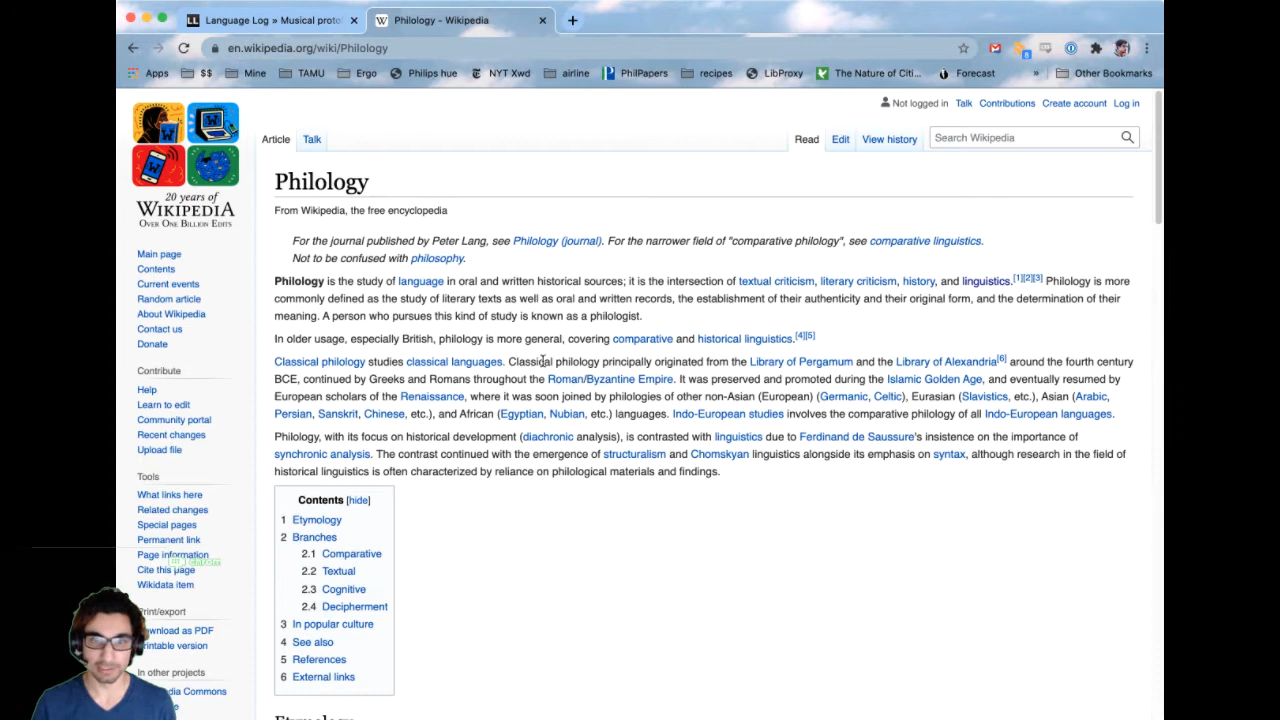 Language Log » Musical proto
Philology - Wikipedia
en.wikipedia.org/wiki/Philology
Apps $$ Mine TAMU Ergo Philips hue NYT Xwd airline PhilPapers recipes LibProxy The Nature of Citi... Forecast » Other Bookmarks
Not logged in Talk Contributions Create account Log in
Article Talk Read Edit View history Search Wikipedia
20 years of
WIKIPEDIA
OVER ONE BILLION EDITS
Main page
Contents
Current events
Random article
About Wikipedia
Contact us
Donate
Contribute
Help
Learn to edit
Community portal
Recent changes
Upload file
Tools
What links here
Related changes
Special pages
Permanent link
Page information
Cite this page
Wikidata item
Print/export
ownload as PDF
rintable version
In other projects
edia Commons
Philology
From Wikipedia, the free encyclopedia
For the journal published by Peter Lang, see Philology (journal). For the narrower field of "comparative philology", see comparative linguistics.
Not to be confused with philosophy.
Philology is the study of language in oral and written historical sources; it is the intersection of textual criticism, literary criticism, history, and linguistics.[1][2][3] Philology is more
commonly defined as the study of literary texts as well as oral and written records, the establishment of their authenticity and their original form, and the determination of their
meaning. A person who pursues this kind of study is known as a philologist.
In older usage, especially British, philology is more general, covering comparative and historical linguistics.[4][5]
Classical philology studies classical languages. Classical philology principally originated from the Library of Pergamum and the Library of Alexandria[6] around the fourth century
BCE, continued by Greeks and Romans throughout the Roman/Byzantine Empire. It was preserved and promoted during the Islamic Golden Age, and eventually resumed by
European scholars of the Renaissance, where it was soon joined by philologies of other non-Asian (European) (Germanic, Celtic), Eurasian (Slavistics, etc.), Asian (Arabic,
Persian, Sanskrit, Chinese, etc.), and African (Egyptian, Nubian, etc.) languages. Indo-European studies involves the comparative philology of all Indo-European languages.
Philology, with its focus on historical development (diachronic analysis), is contrasted with linguistics due to Ferdinand de Saussure's insistence on the importance of
synchronic analysis. The contrast continued with the emergence of structuralism and Chomskyan linguistics alongside its emphasis on syntax, although research in the field of
historical linguistics is often characterized by reliance on philological materials and findings.
Contents [hide]
1 Etymology
2 Branches
2.1 Comparative
2.2 Textual
2.3 Cognitive
2.4 Decipherment
3 In popular culture
4 See also
5 References
6 External links
Etymology